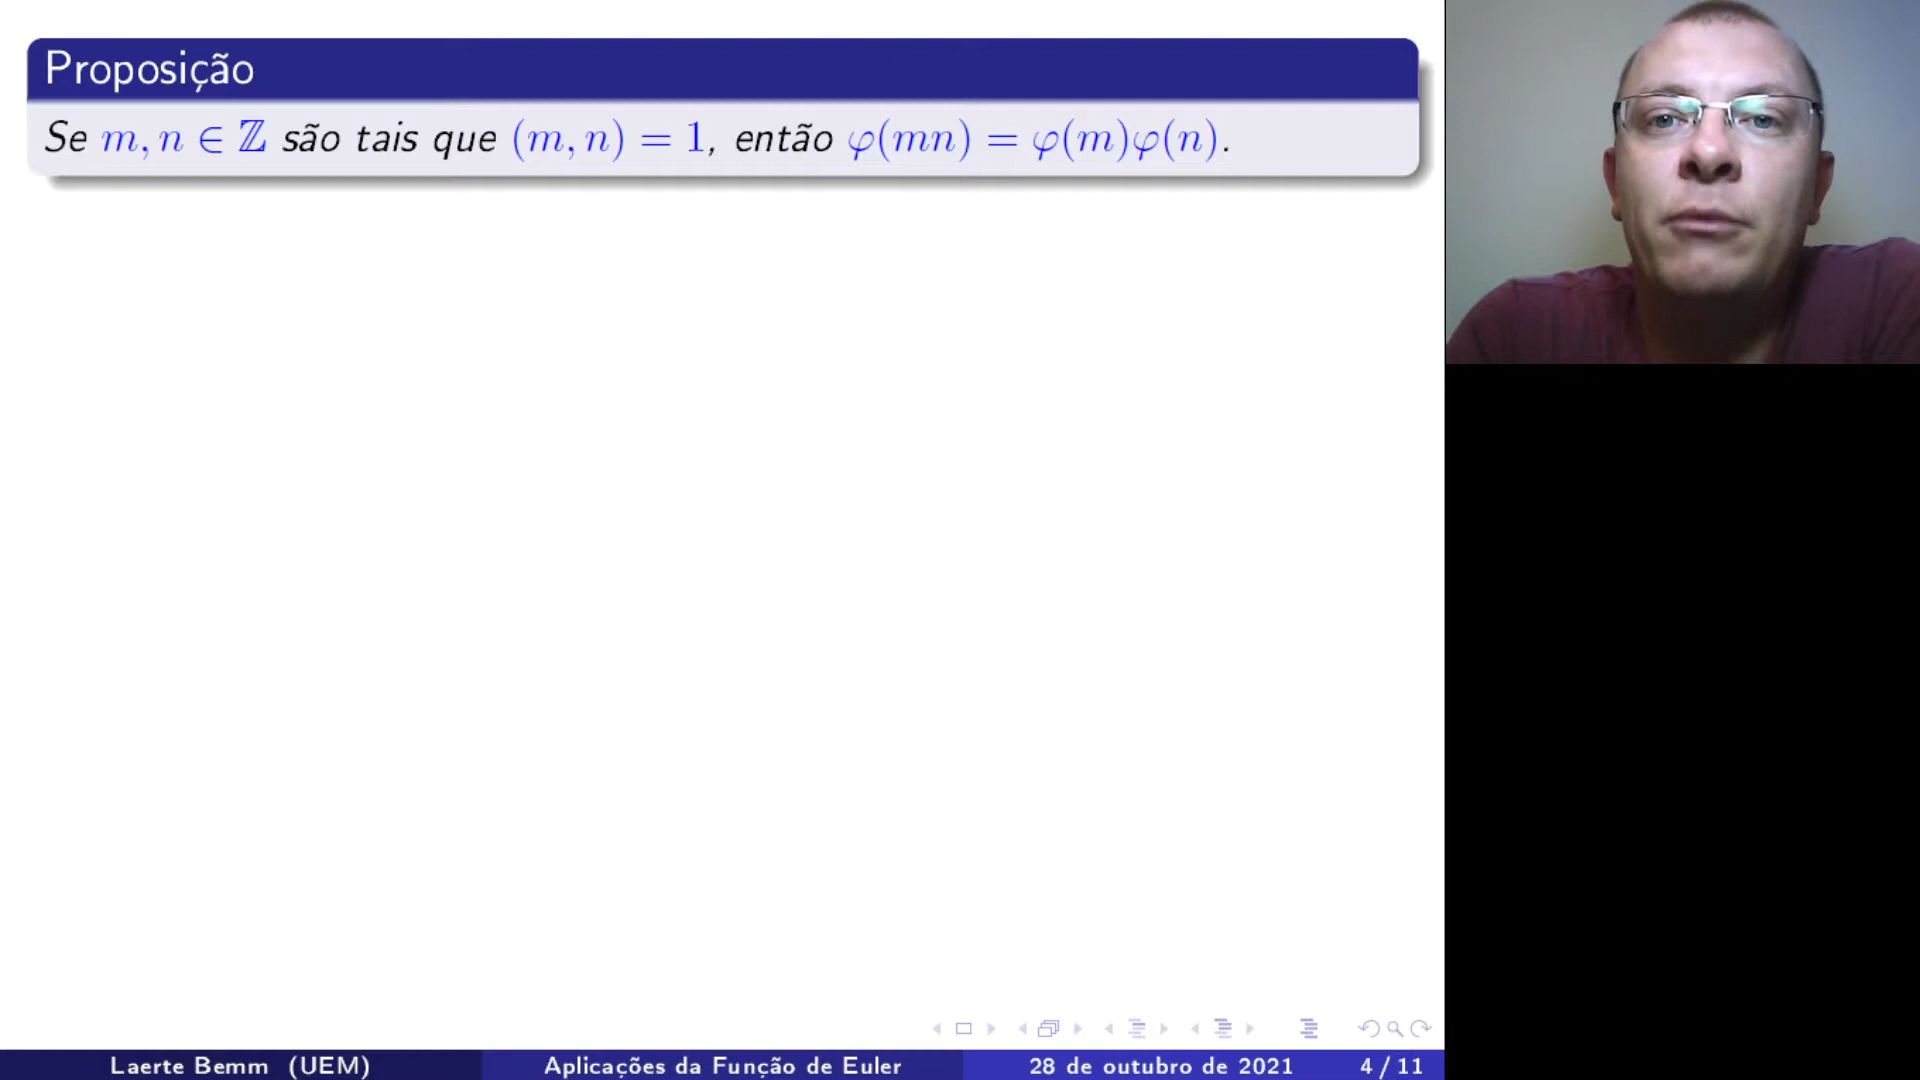 Proposição
Se m, n ∈ ℤ são tais que (m, n) = 1, então φ(mn) = φ(m)φ(n).
Laerte Bemm (UEM) Aplicações da Função de Euler 28 de outubro de 2021 4 / 11